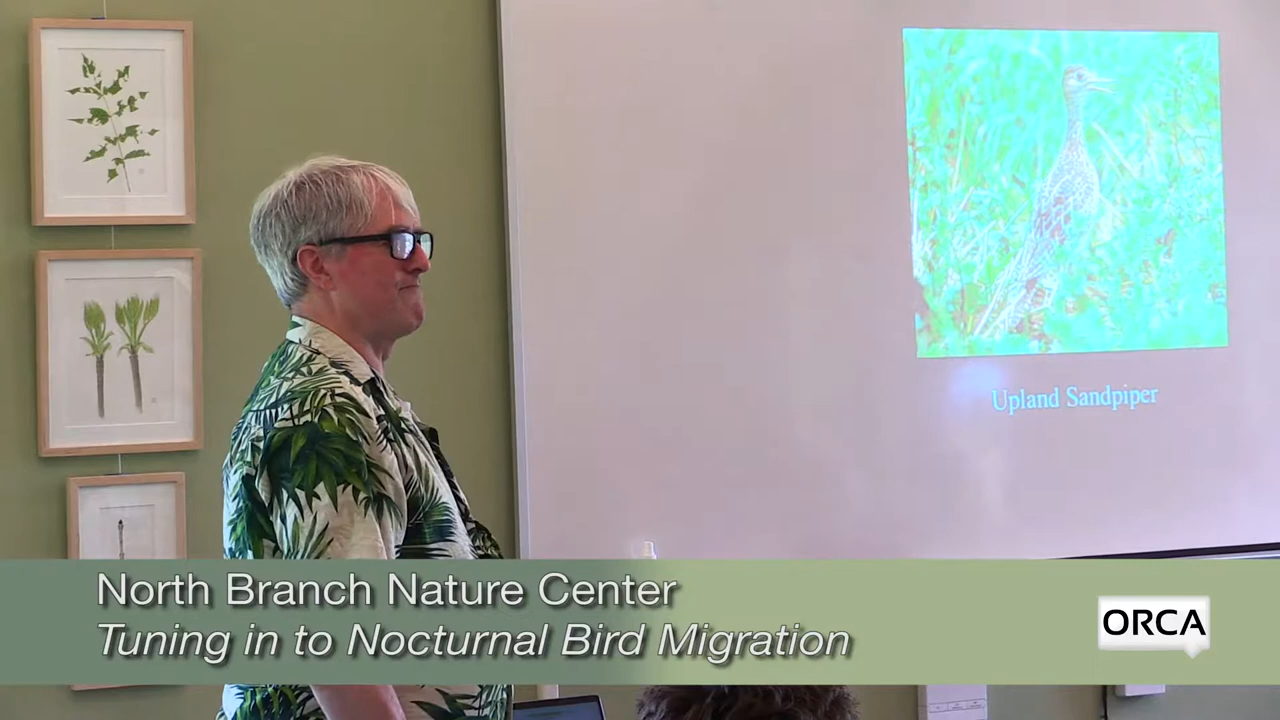 Upland Sandpiper
North Branch Nature Center
Tuning in to Nocturnal Bird Migration
ORCA